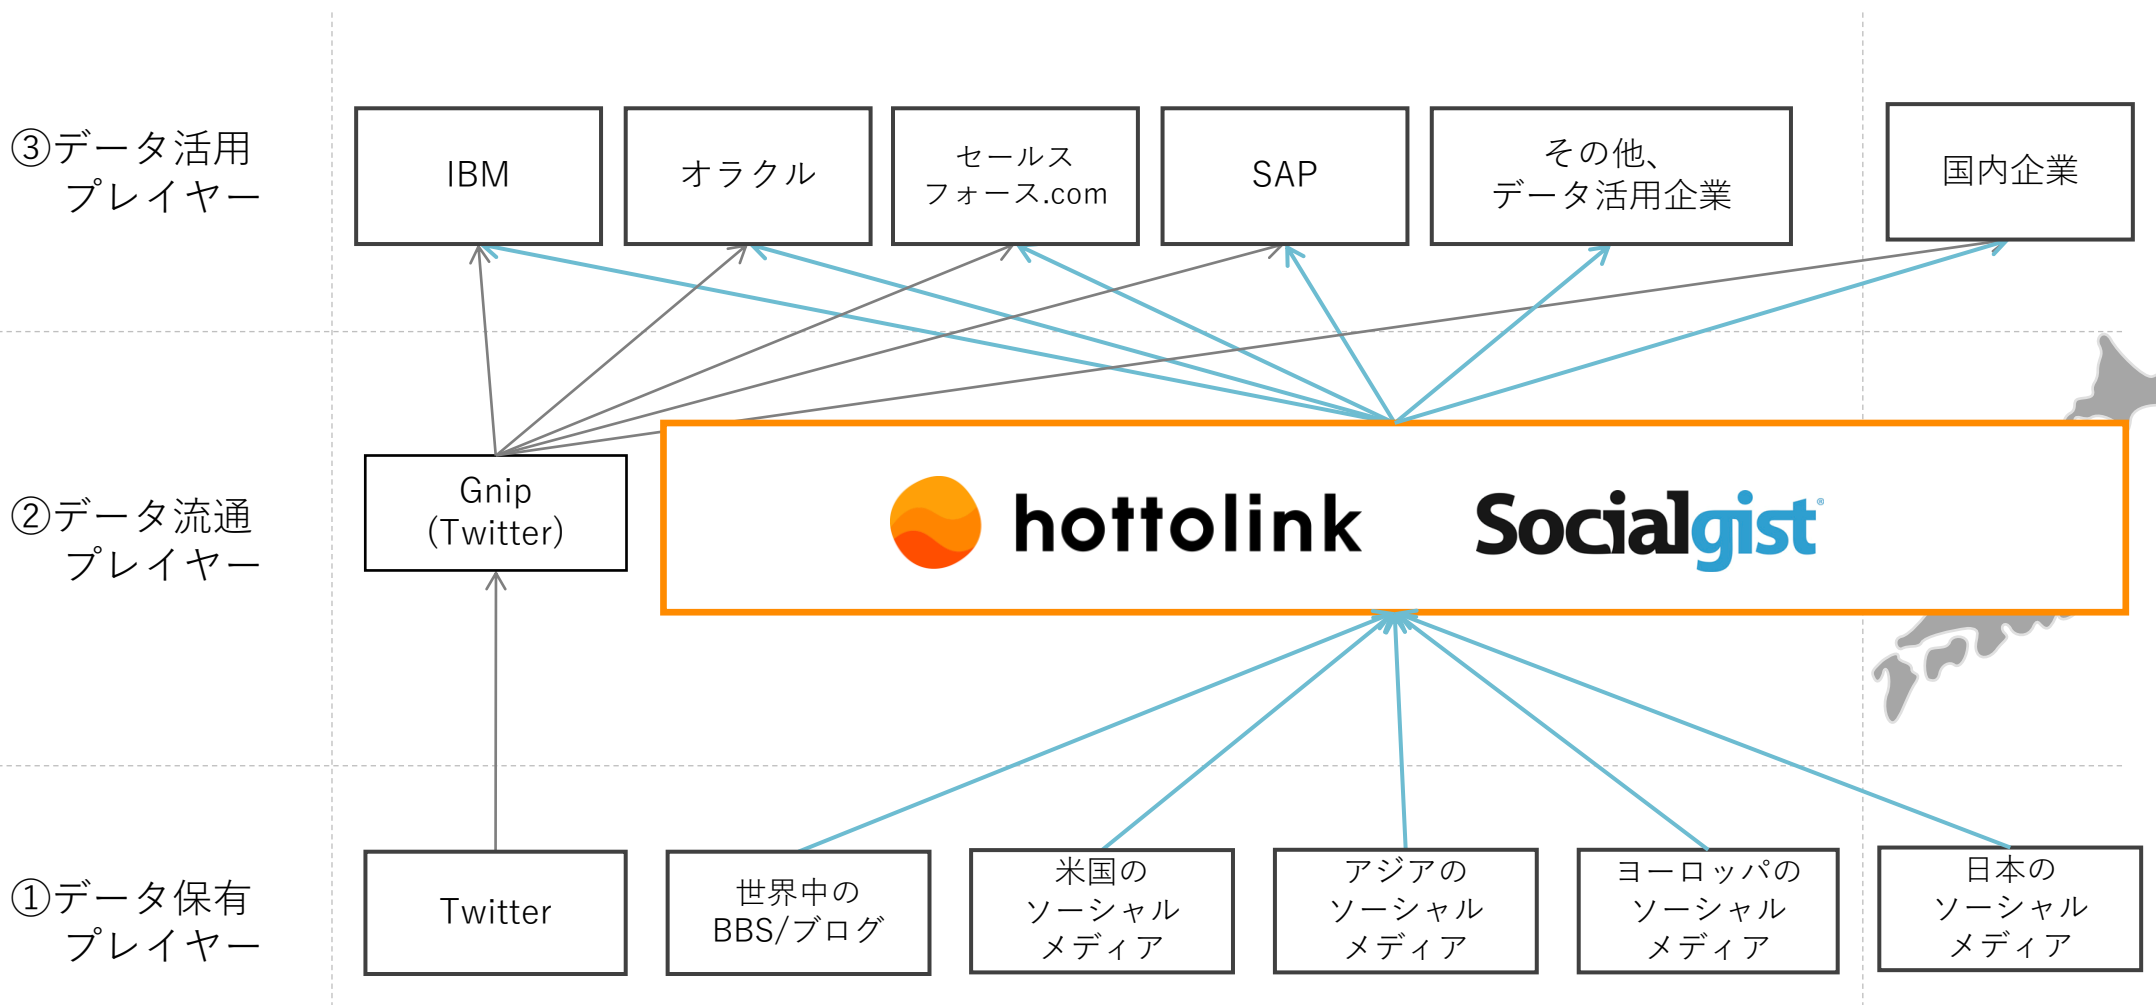 ③データ活用
プレイヤー
IBM
オラクル
セールス
フォース.com
SAP
その他、
データ活用企業
国内企業
②データ流通
プレイヤー
Gnip
(Twitter)
hottolink
Socialgist®
①データ保有
プレイヤー
Twitter
世界中の
BBS/ブログ
米国の
ソーシャル
メディア
アジアの
ソーシャル
メディア
ヨーロッパの
ソーシャル
メディア
日本の
ソーシャル
メディア